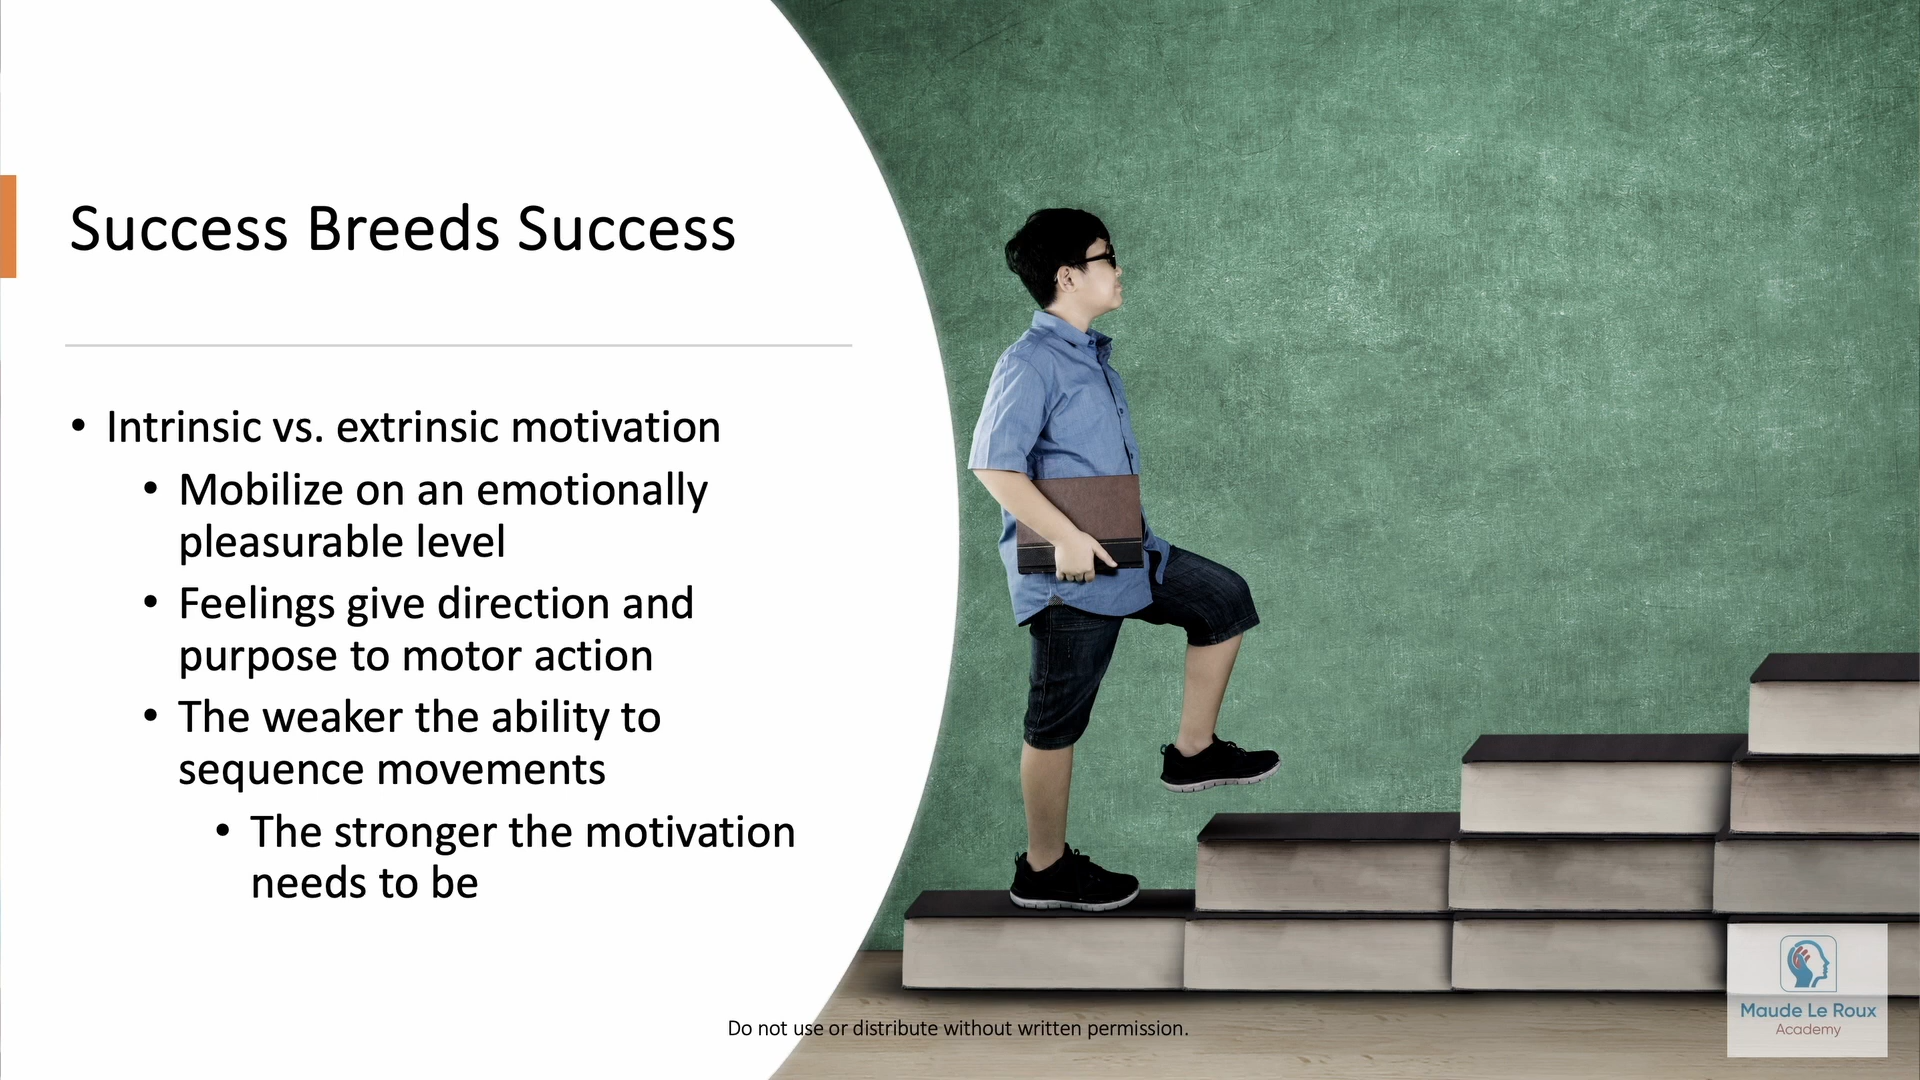 Success Breeds Success
• Intrinsic vs. extrinsic motivation
• Mobilize on an emotionally
pleasurable level
• Feelings give direction and
purpose to motor action
• The weaker the ability to
sequence movements
• The stronger the motivation
needs to be
Do not use or distribute without written permission.
Maude Le Roux
Academy